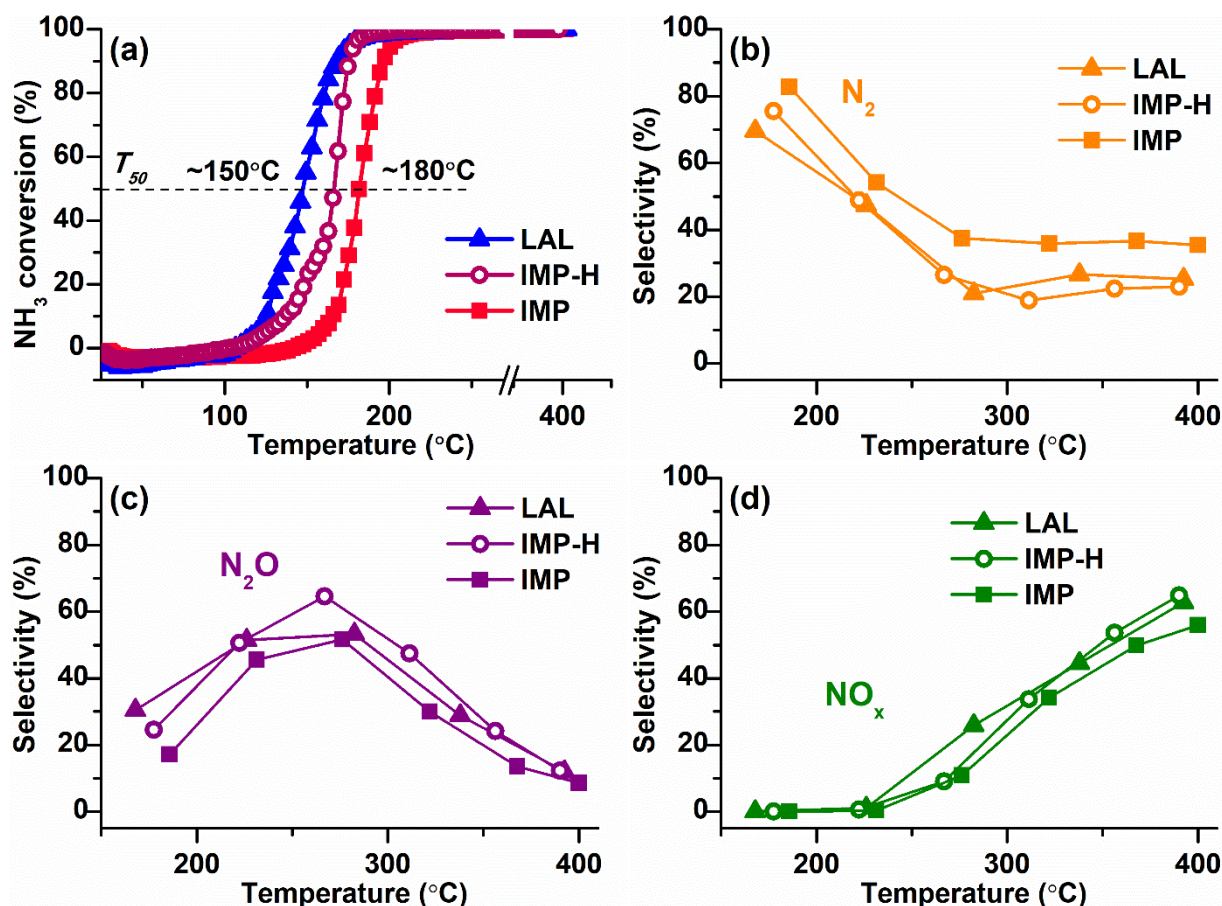 (a)
NH3 conversion (%)
100
80
60
40
20
0
T50
~150°C
~180°C
LAL
IMP-H
IMP
100
200
400
Temperature (°C)
(b)
Selectivity (%)
100
80
60
40
20
0
N2
LAL
IMP-H
IMP
200
300
400
Temperature (°C)
(c)
Selectivity (%)
100
80
60
40
20
0
N2O
LAL
IMP-H
IMP
200
300
400
Temperature (°C)
(d)
Selectivity (%)
100
80
60
40
20
0
NOx
LAL
IMP-H
IMP
200
300
400
Temperature (°C)